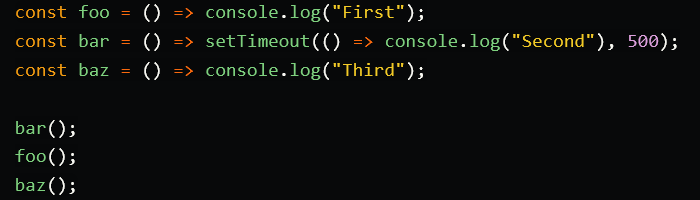 const foo = () => console.log("First");
const bar = () => setTimeout(() => console.log("Second"), 500);
const baz = () => console.log("Third");
bar();
foo();
baz();